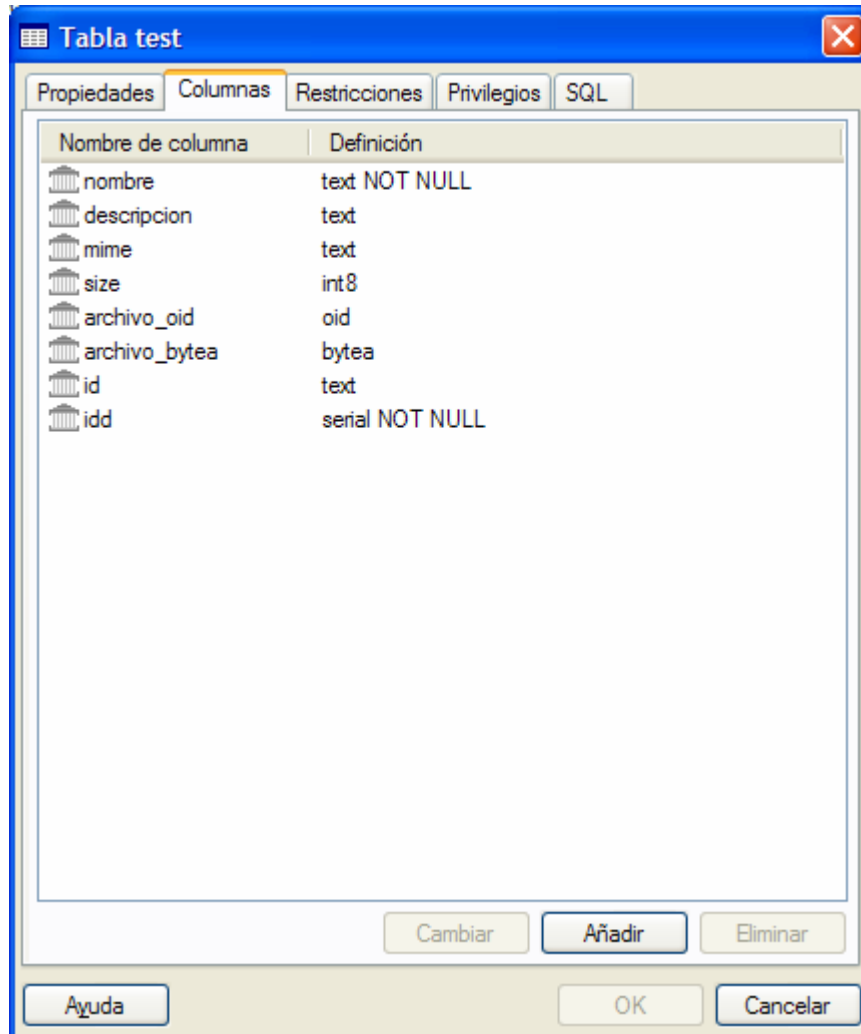 Tabla test
Propiedades Columnas Restricciones Privilegios SQL
Nombre de columna Definición
nombre text NOT NULL
descripcion text
mime text
size int8
archivo_oid oid
archivo_bytea bytea
id text
idd serial NOT NULL
Cambiar Añadir Eliminar
Ayuda OK Cancelar